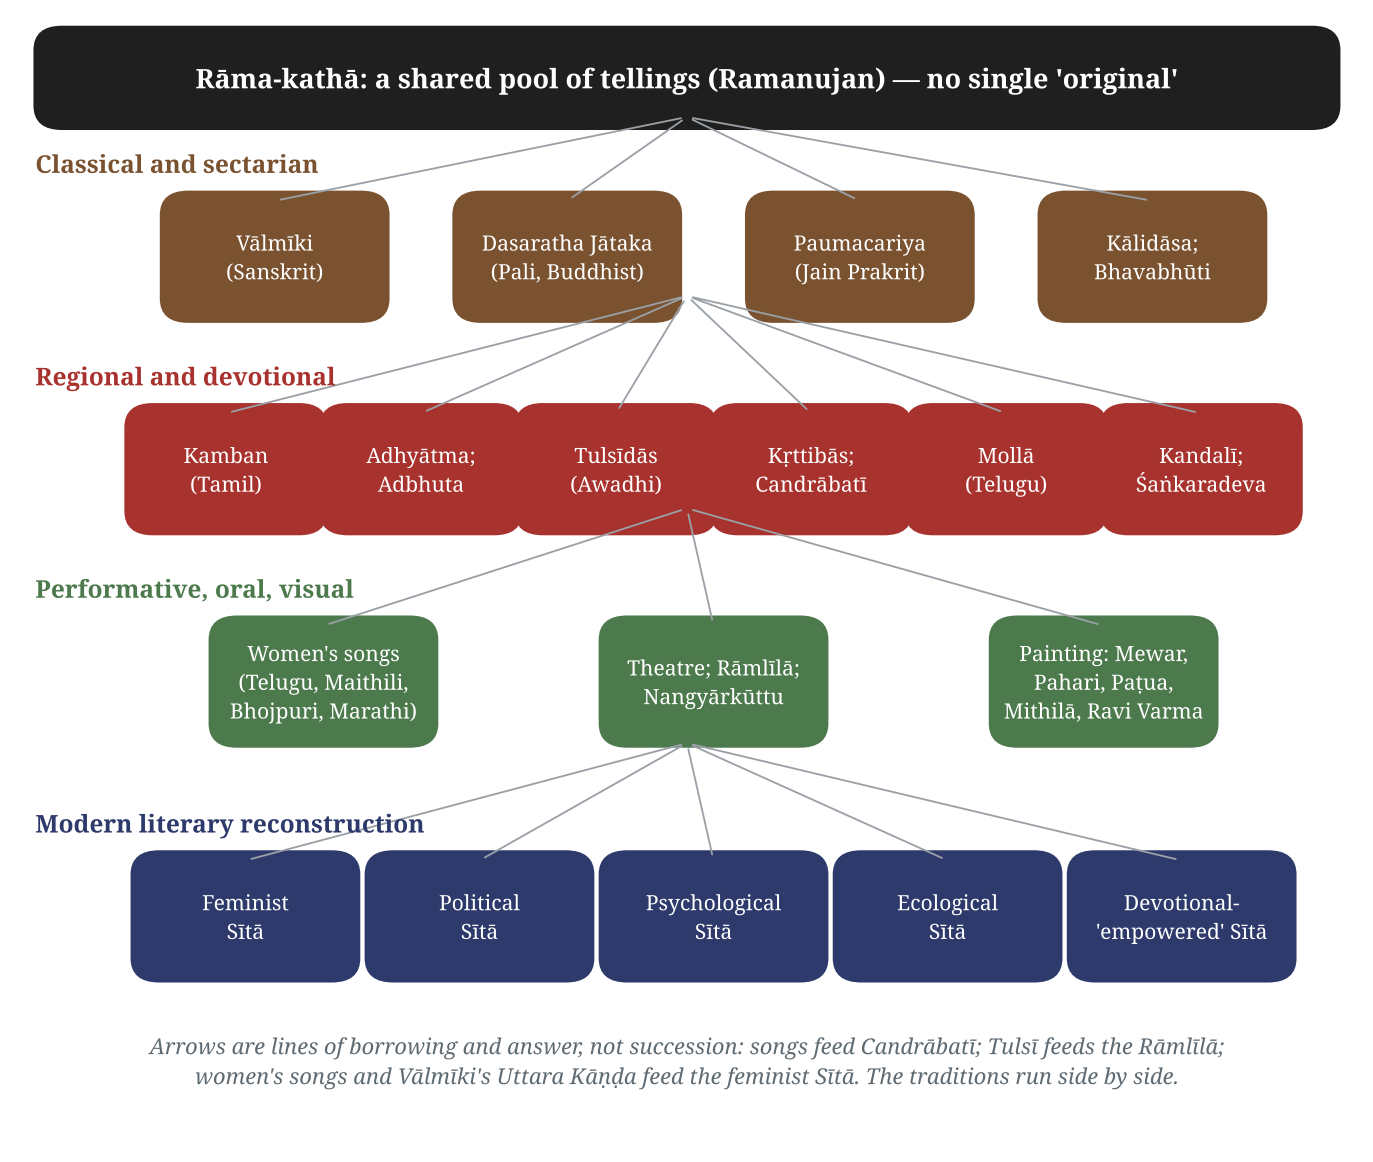 Rāma-kathā: a shared pool of tellings (Ramanujan) — no single 'original'
Classical and sectarian
Vālmīki
(Sanskrit)
Dasaratha Jātaka
(Pali, Buddhist)
Paumacariya
(Jain Prakrit)
Kālidāsa;
Bhavabhūti
Regional and devotional
Kamban
(Tamil)
Adhyātma;
Adbhuta
Tulsīdās
(Awadhi)
Kṛttibās;
Candrābatī
Mollā
(Telugu)
Kandalī;
Śaṅkaradeva
Performative, oral, visual
Women's songs
(Telugu, Maithili,
Bhojpuri, Marathi)
Theatre; Rāmlīlā;
Nangyārkūttu
Painting: Mewar,
Pahari, Paṭua,
Mithilā, Ravi Varma
Modern literary reconstruction
Feminist
Sītā
Political
Sītā
Psychological
Sītā
Ecological
Sītā
Devotional-
'empowered' Sītā
Arrows are lines of borrowing and answer, not succession: songs feed Candrābatī; Tulsī feeds the Rāmlīlā;
women's songs and Vālmīki's Uttara Kāṇḍa feed the feminist Sītā. The traditions run side by side.